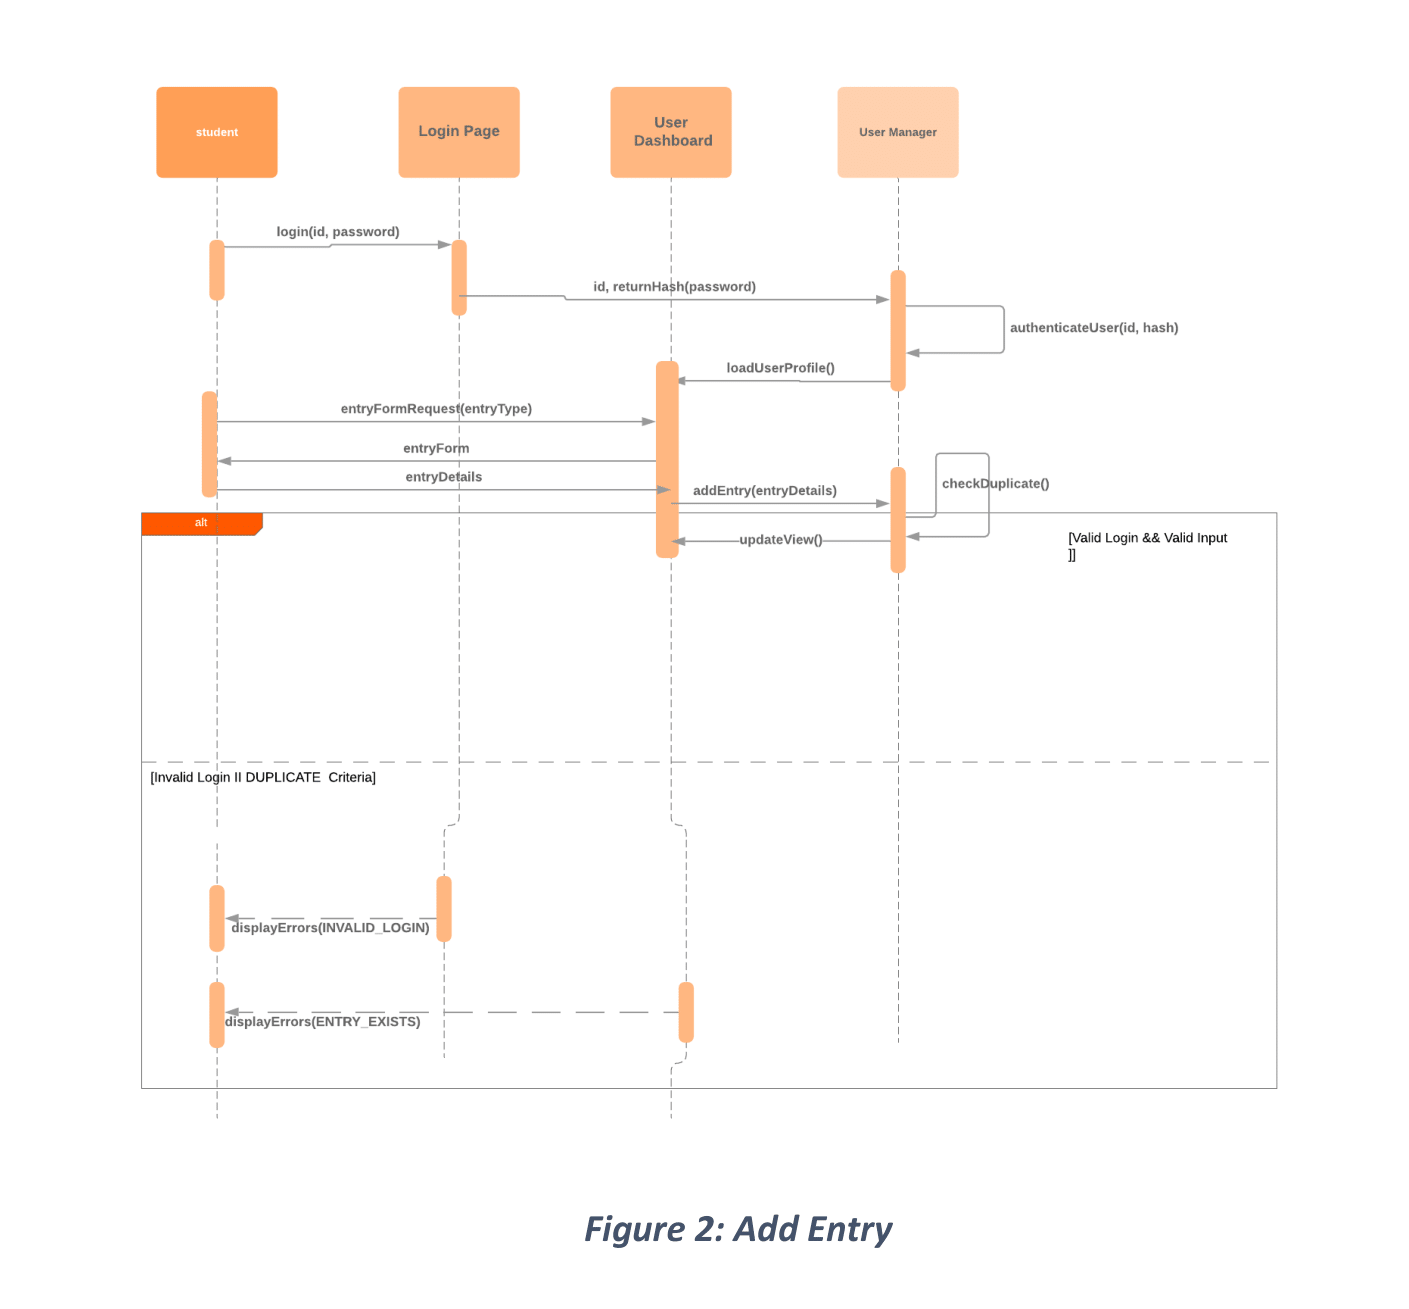 student
Login Page
User
Dashboard
User Manager
login(id, password)
id, returnHash(password)
authenticateUser(id, hash)
loadUserProfile()
entryFormRequest(entryType)
entryForm
entryDetails
checkDuplicate()
addEntry(entryDetails)
alt
updateView()
[Valid Login && Valid Input
]]
[Invalid Login II DUPLICATE  Criteria]
displayErrors(INVALID_LOGIN)
displayErrors(ENTRY_EXISTS)
Figure 2: Add Entry